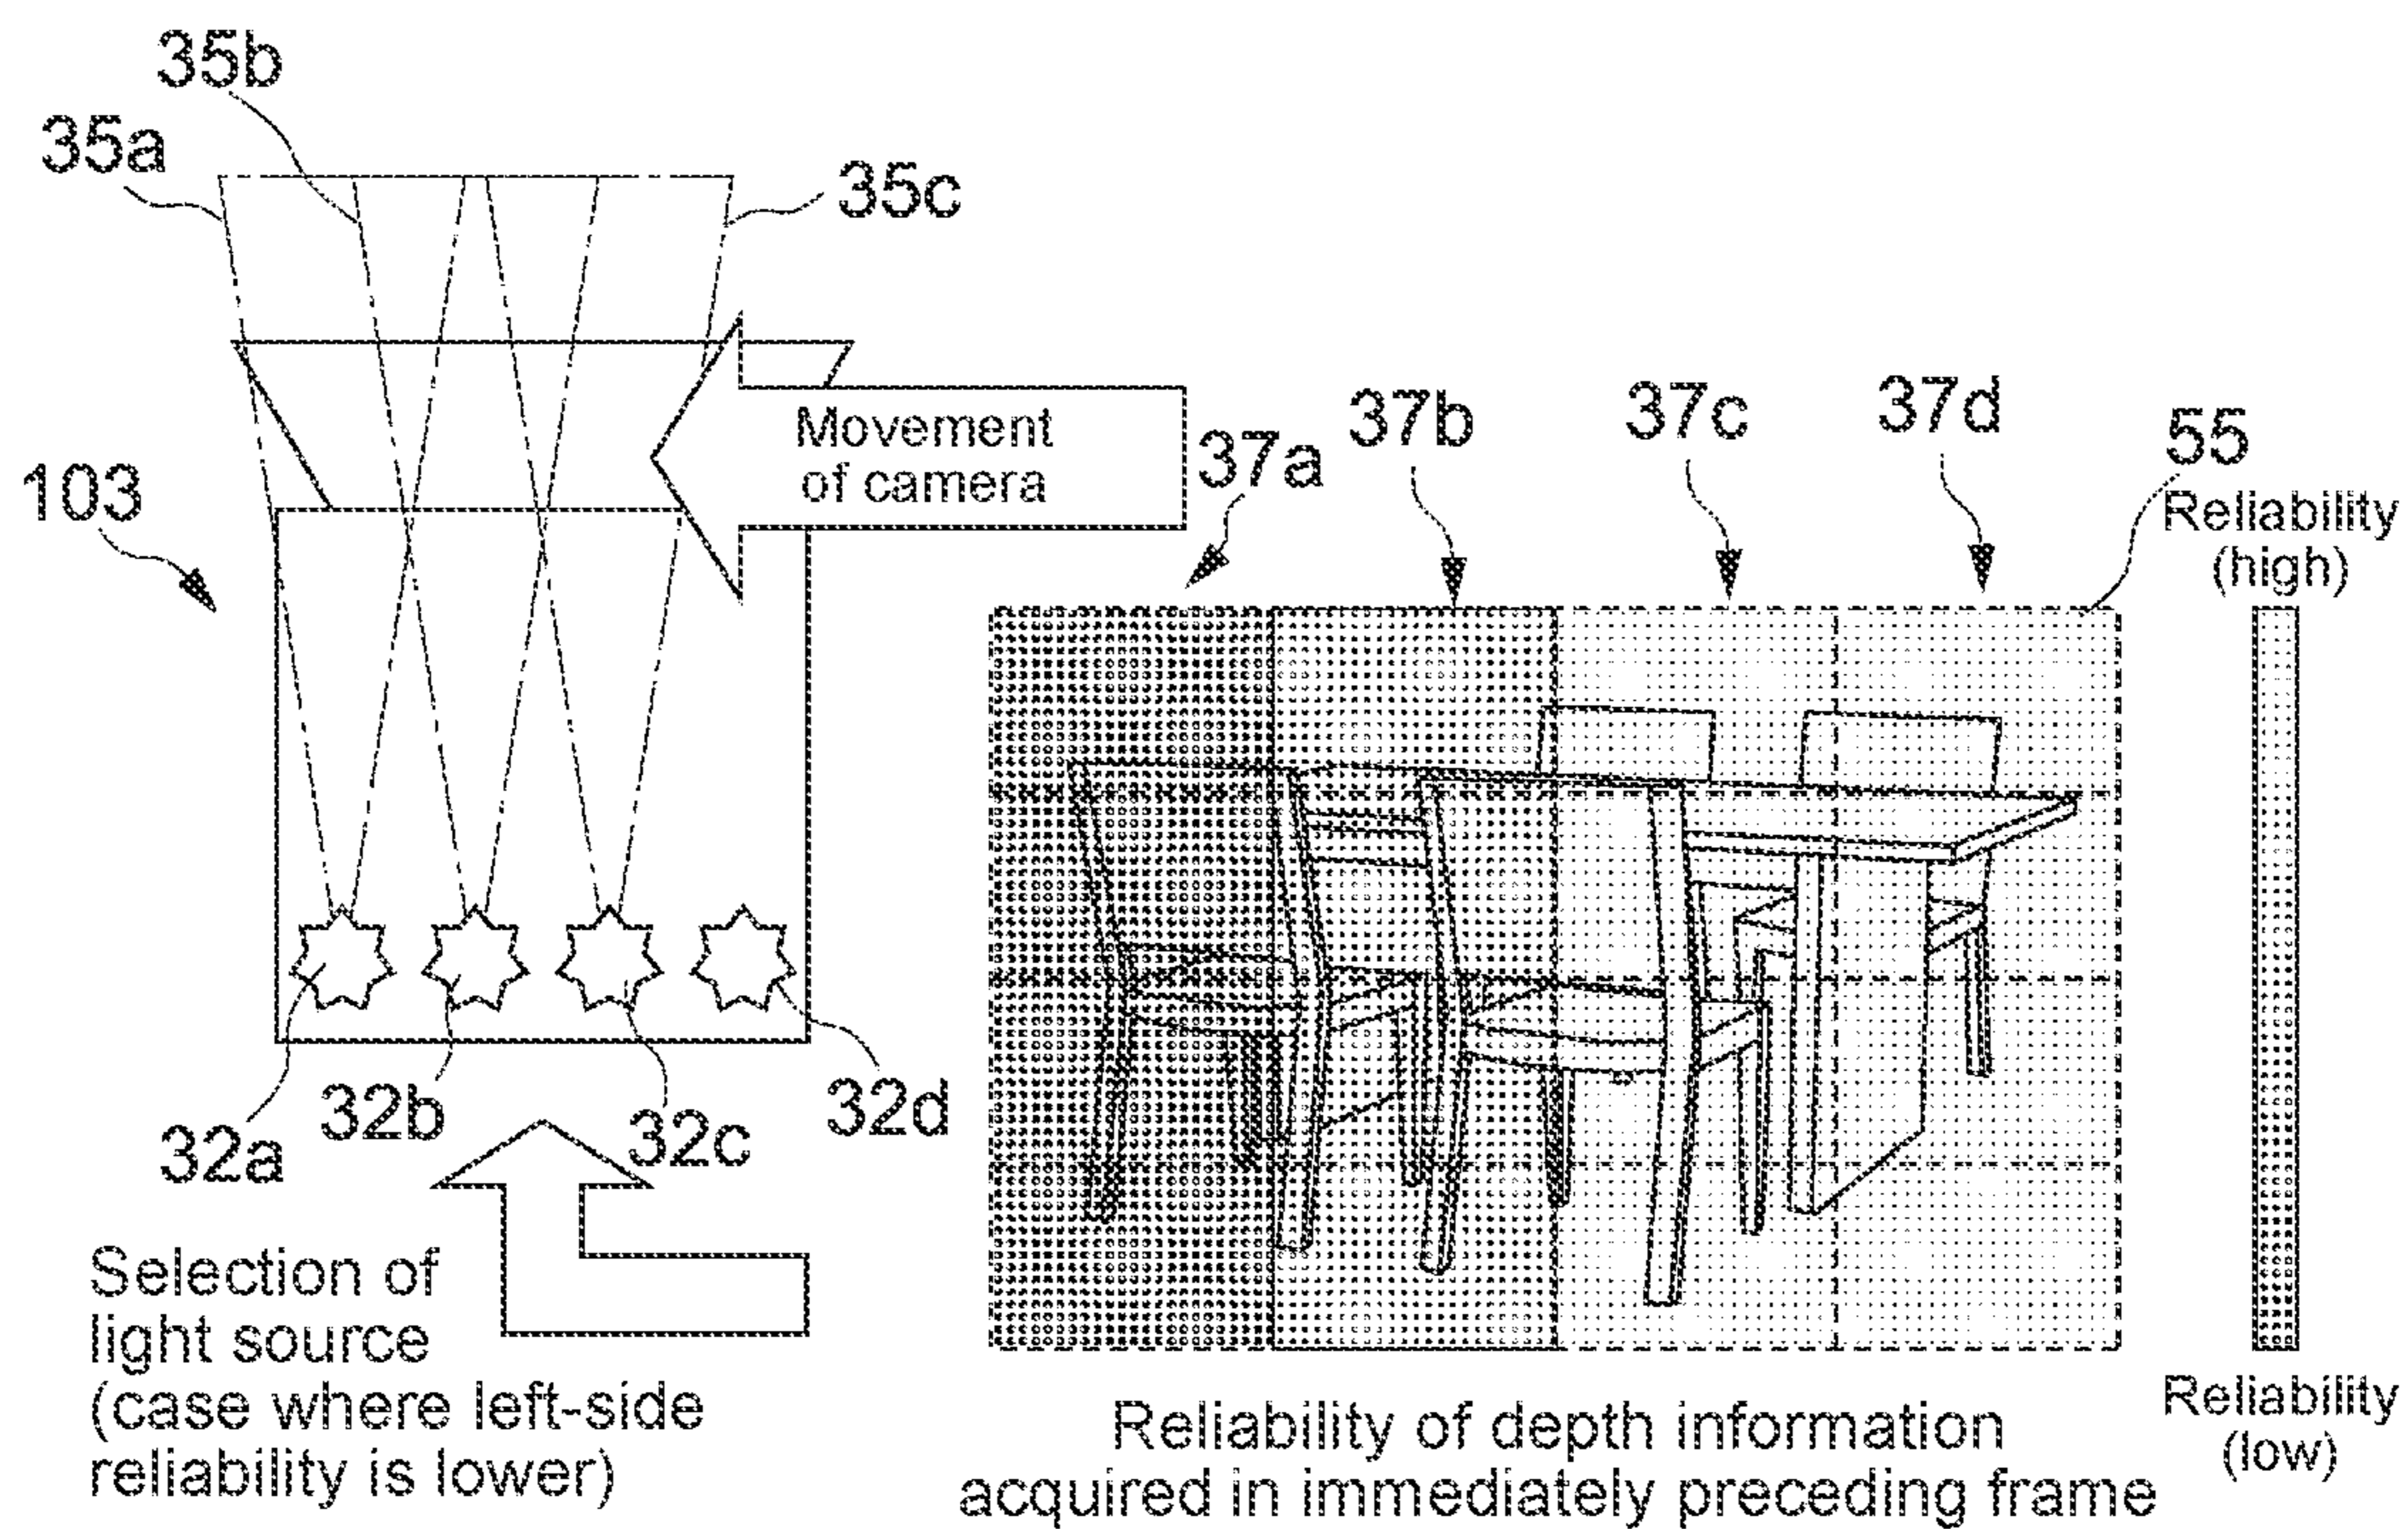 35b
35a
35c
Movement
of camera
37a
37b
37c
37d
55
103
Reliability
(high)
32a
32b
32c
32d
Selection of
light source
(case where left-side
reliability is lower)
Reliability of depth information
acquired in immediately preceding frame
Reliability
(low)